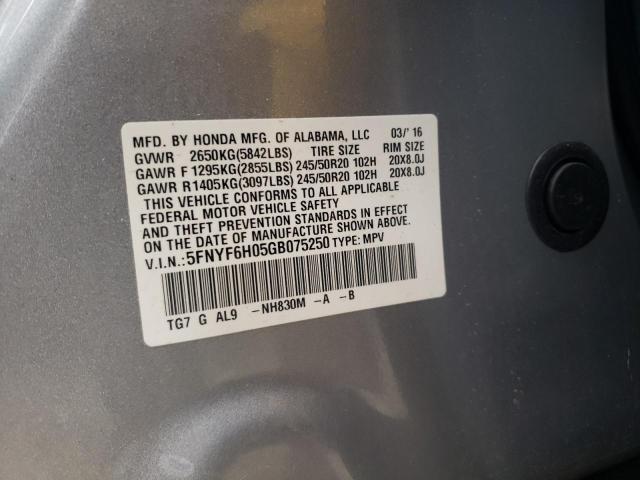 MFD. BY HONDA MFG. OF ALABAMA, LLC 03/'16
GVWR 2650KG(5842LBS) TIRE SIZE RIM SIZE
GAWR F 1295KG(2855LBS) 245/50R20 102H 20X8.0J
GAWR R 1405KG(3097LBS) 245/50R20 102H 20X8.0J
THIS VEHICLE CONFORMS TO ALL APPLICABLE
FEDERAL MOTOR VEHICLE SAFETY
AND THEFT PREVENTION STANDARDS IN EFFECT
ON THE DATE OF MANUFACTURE SHOWN ABOVE.
V.I.N.: 5FNYF6H05GB075250 TYPE: MPV
TG7 G AL9 -NH830M -A -B